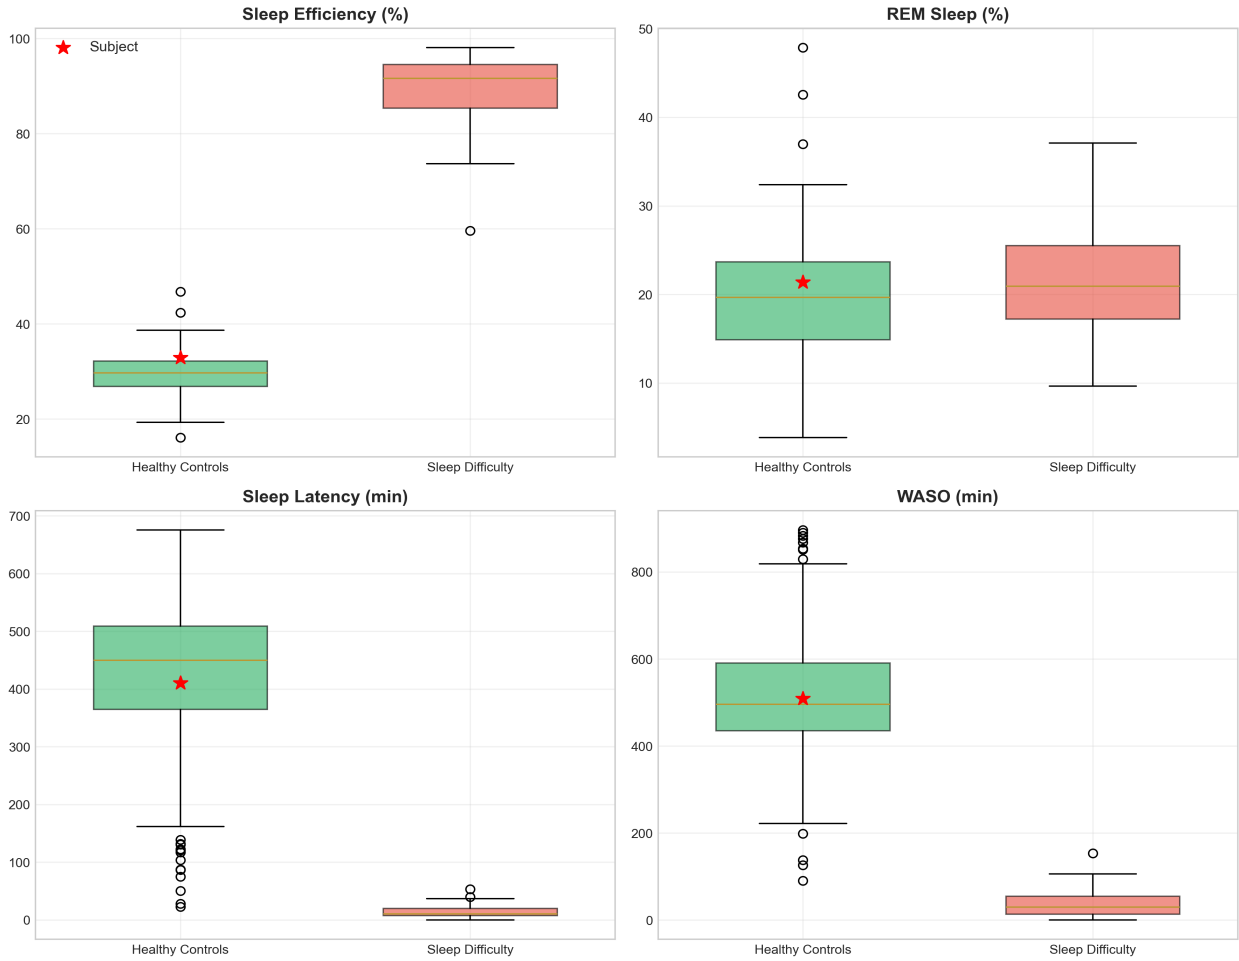 Sleep Efficiency (%)
100
80
60
40
20
Subject
Healthy Controls
Sleep Difficulty
REM Sleep (%)
50
40
30
20
10
Healthy Controls
Sleep Difficulty
Sleep Latency (min)
700
600
500
400
300
200
100
0
Healthy Controls
Sleep Difficulty
WASO (min)
800
600
400
200
0
Healthy Controls
Sleep Difficulty